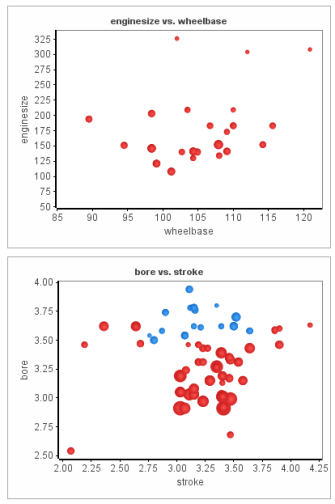 enginesize vs. wheelbase
enginesize
325
300
275
250
225
200
175
150
125
100
75
50
85 90 95 100 105 110 115 120
wheelbase
bore vs. stroke
bore
4.00
3.75
3.50
3.25
3.00
2.75
2.50
2.00 2.25 2.50 2.75 3.00 3.25 3.50 3.75 4.00 4.25
stroke